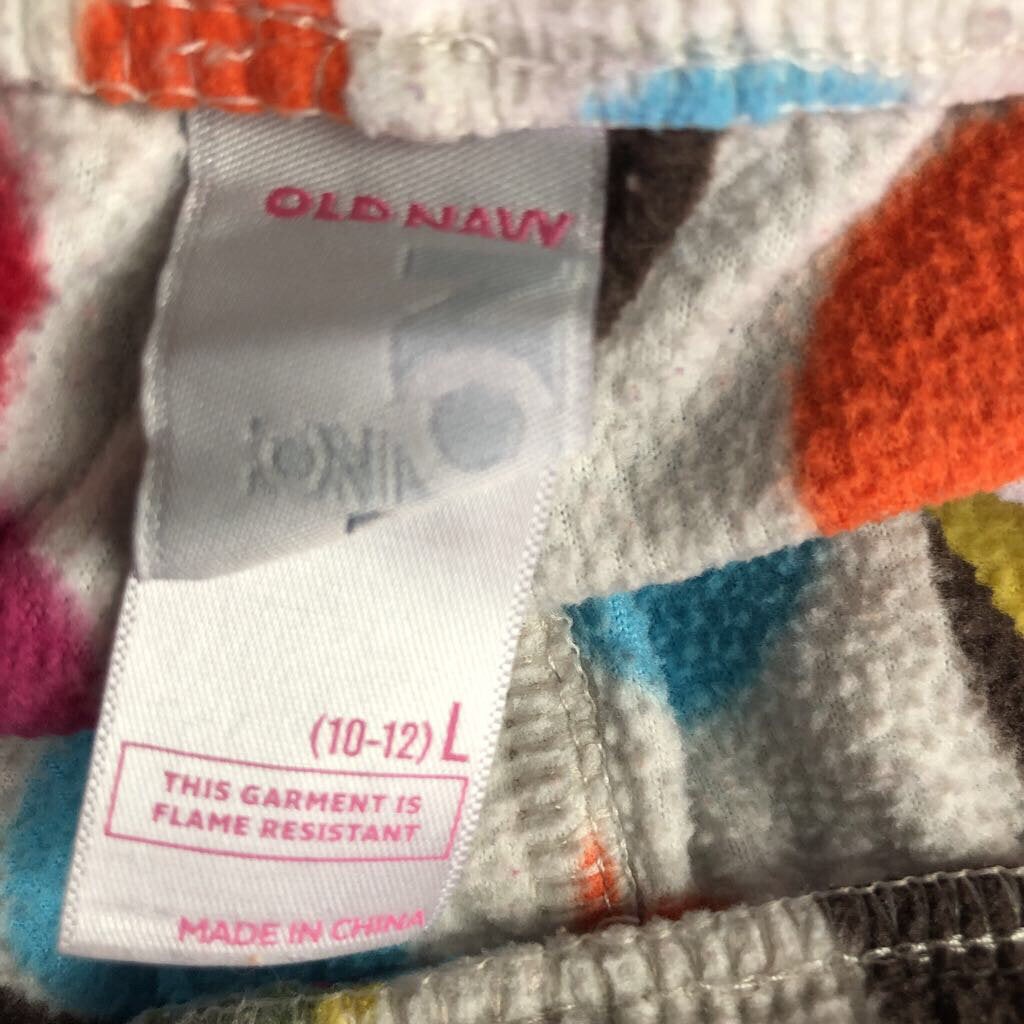 OLD NAVY
(10-12) L
THIS GARMENT IS
FLAME RESISTANT
MADE IN CHINA